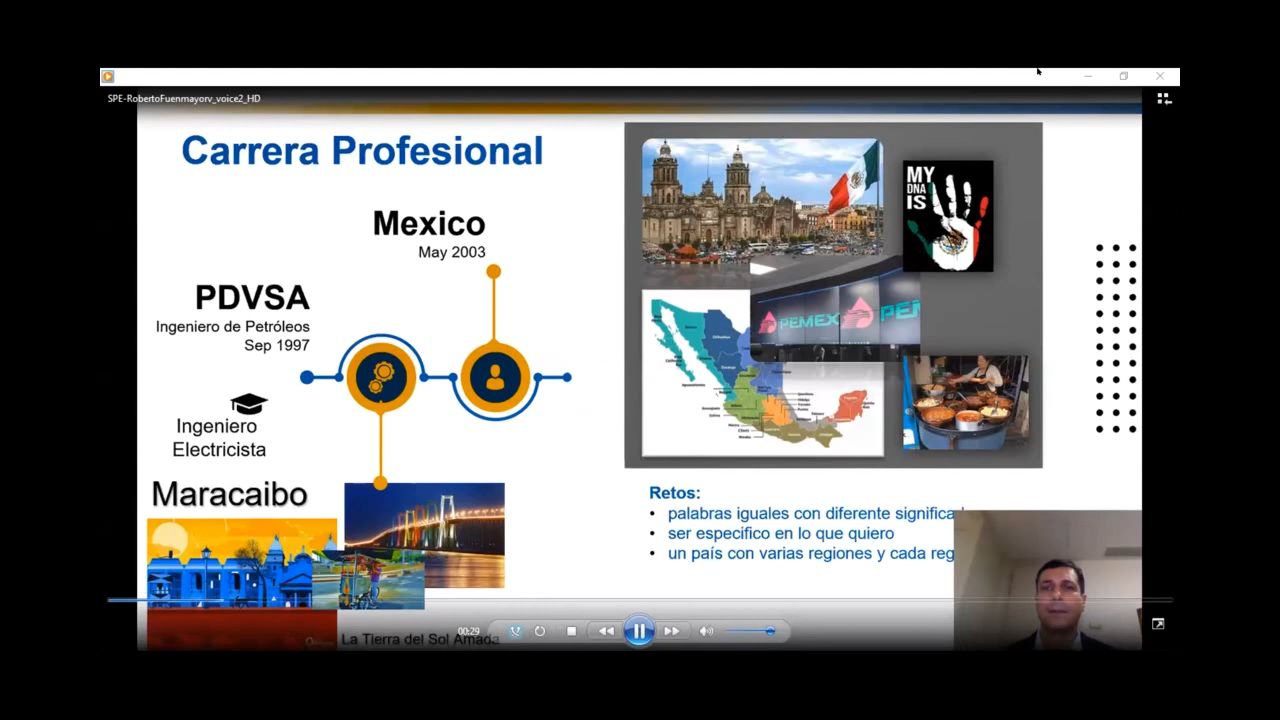 SPE-RobertoFuenmayorv_voice2_HD
Carrera Profesional
Mexico
May 2003
PDVSA
Ingeniero de Petróleos
Sep 1997
Ingeniero
Electricista
Maracaibo
La Tierra del Sol Amada
MY
DNA
IS
PEMEX
PE
Retos:
• palabras iguales con diferente significad
• ser especifico en lo que quiero
• un país con varias regiones y cada reg
00:29